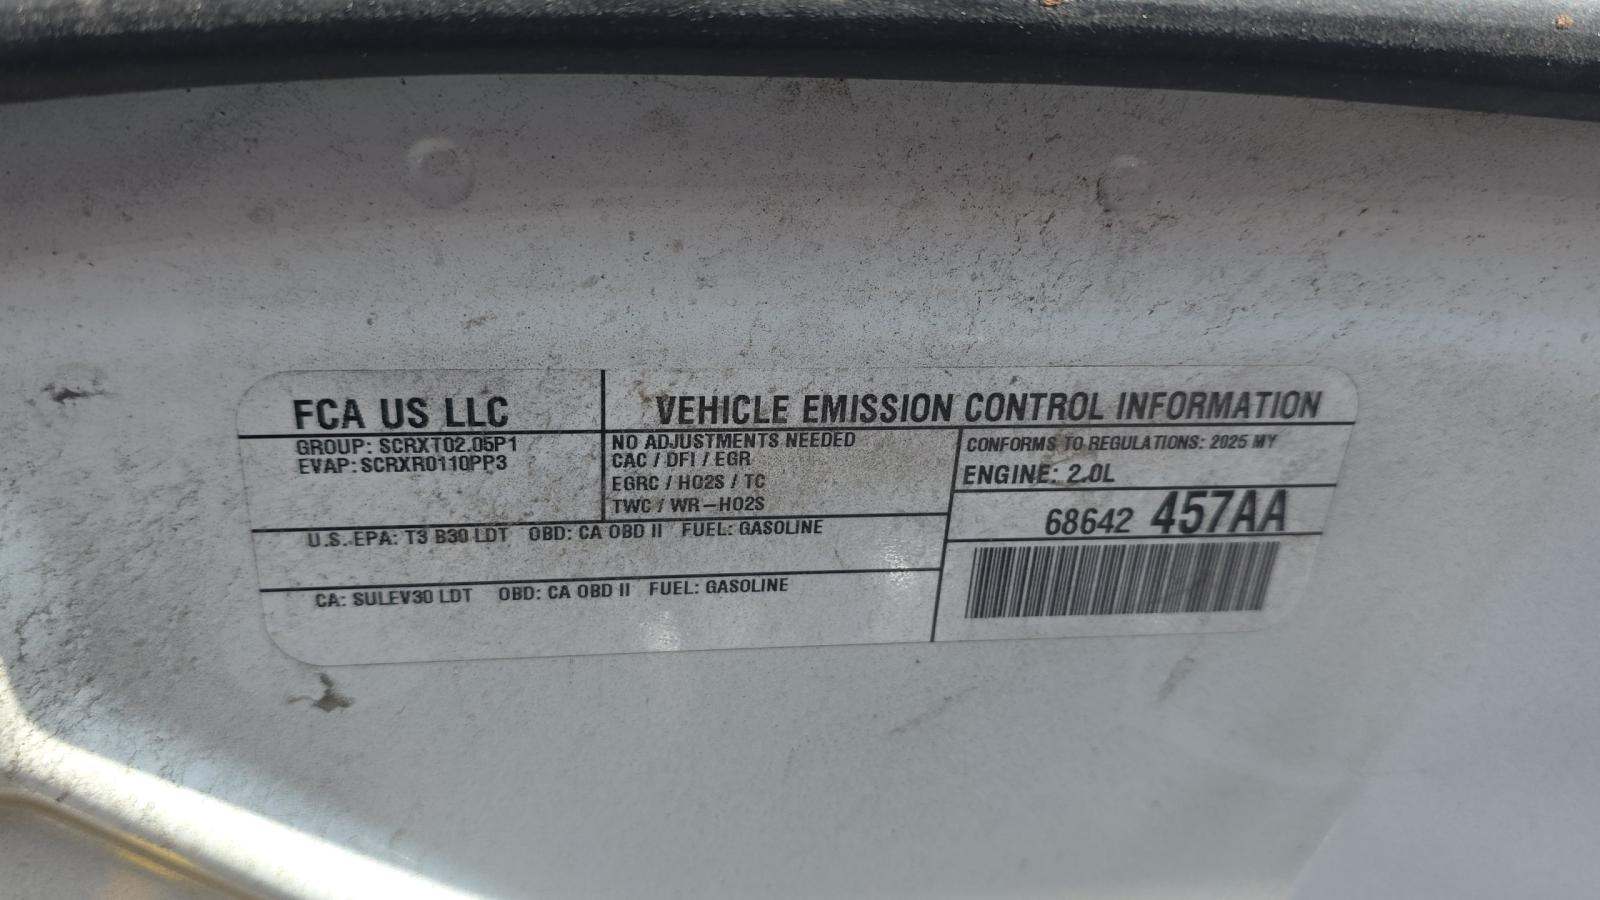 FCA US LLC
VEHICLE EMISSION CONTROL INFORMATION
GROUP: SCRXT02.05P1
EVAP: SCRXR0110PP3
NO ADJUSTMENTS NEEDED
CAC / DFI / EGR
EGRC / HO2S / TC
TWC / WR-HO2S
CONFORMS TO REGULATIONS: 2025 MY
ENGINE: 2.0L
68642 457AA
U.S. EPA: T3 B30 LDT OBD: CA OBD II FUEL: GASOLINE
CA: SULEV30 LDT OBD: CA OBD II FUEL: GASOLINE